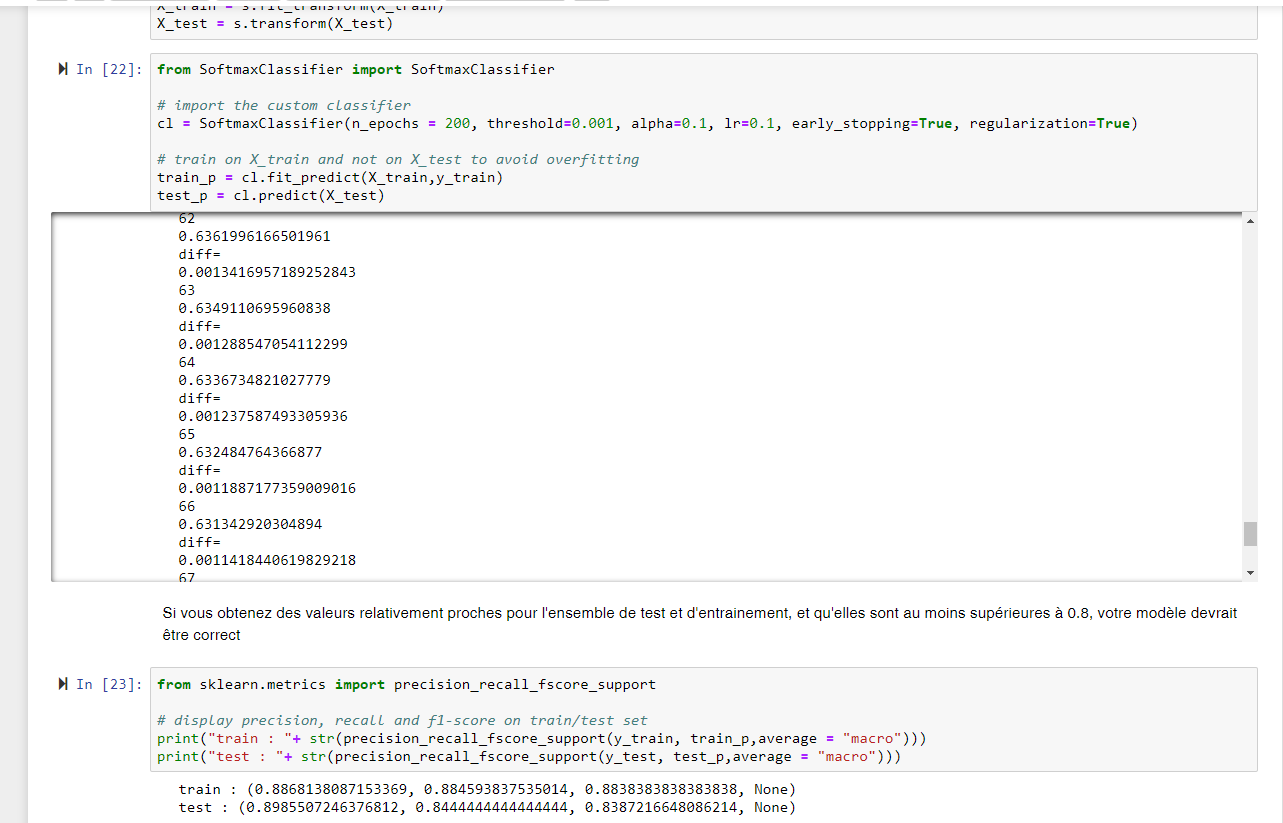 X_train = s.fit_transform(X_train)
X_test = s.transform(X_test)
In [22]:
from SoftmaxClassifier import SoftmaxClassifier
# import the custom classifier
cl = SoftmaxClassifier(n_epochs = 200, threshold=0.001, alpha=0.1, lr=0.1, early_stopping=True, regularization=True)
# train on X_train and not on X_test to avoid overfitting
train_p = cl.fit_predict(X_train,y_train)
test_p = cl.predict(X_test)
62
0.6361996166501961
diff=
0.0013416957189252843
63
0.6349110695960838
diff=
0.001288547054112299
64
0.6336734821027779
diff=
0.001237587493305936
65
0.632484764366877
diff=
0.0011887177359009016
66
0.631342920304894
diff=
0.0011418440619829218
67
Si vous obtenez des valeurs relativement proches pour l'ensemble de test et d'entrainement, et qu'elles sont au moins supérieures à 0.8, votre modèle devrait
être correct
In [23]:
from sklearn.metrics import precision_recall_fscore_support
# display precision, recall and f1-score on train/test set
print("train : "+ str(precision_recall_fscore_support(y_train, train_p,average = "macro")))
print("test : "+ str(precision_recall_fscore_support(y_test, test_p,average = "macro")))
train : (0.8868138087153369, 0.884593837535014, 0.8838383838383838, None)
test : (0.8985507246376812, 0.8444444444444444, 0.8387216648086214, None)